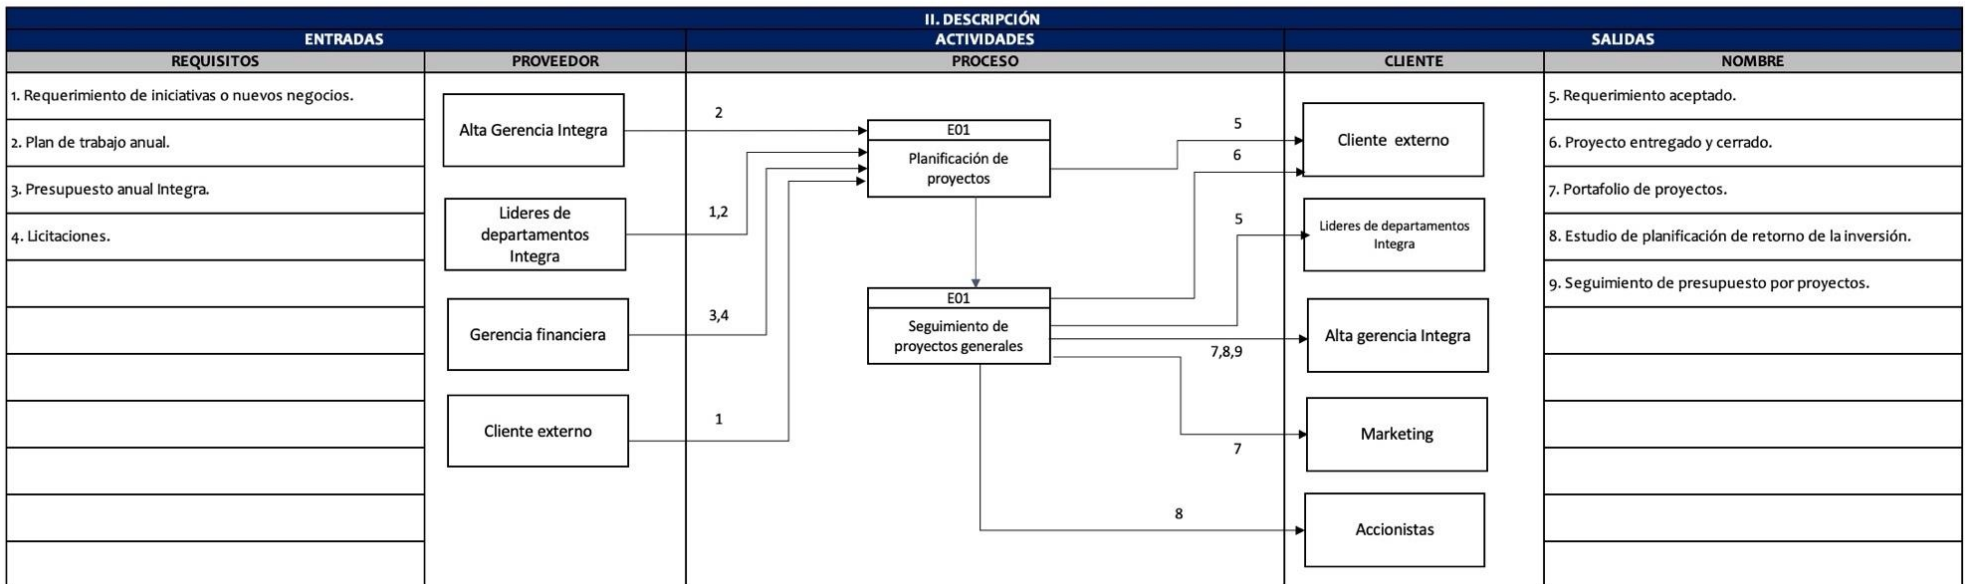 II. DESCRIPCIÓN
ENTRADAS
ACTIVIDADES
SALIDAS
REQUISITOS
PROVEEDOR
PROCESO
CLIENTE
NOMBRE
1. Requerimiento de iniciativas o nuevos negocios.
2. Plan de trabajo anual.
3. Presupuesto anual Integra.
4. Licitaciones.
Alta Gerencia Integra
Lideres de
departamentos
Integra
Gerencia financiera
Cliente externo
2
1,2
3,4
1
E01
Planificación de
proyectos
E01
Seguimiento de
proyectos generales
5
6
5
7,8,9
7
8
Cliente externo
Lideres de departamentos
Integra
Alta gerencia Integra
Marketing
Accionistas
5. Requerimiento aceptado.
6. Proyecto entregado y cerrado.
7. Portafolio de proyectos.
8. Estudio de planificación de retorno de la inversión.
9. Seguimiento de presupuesto por proyectos.